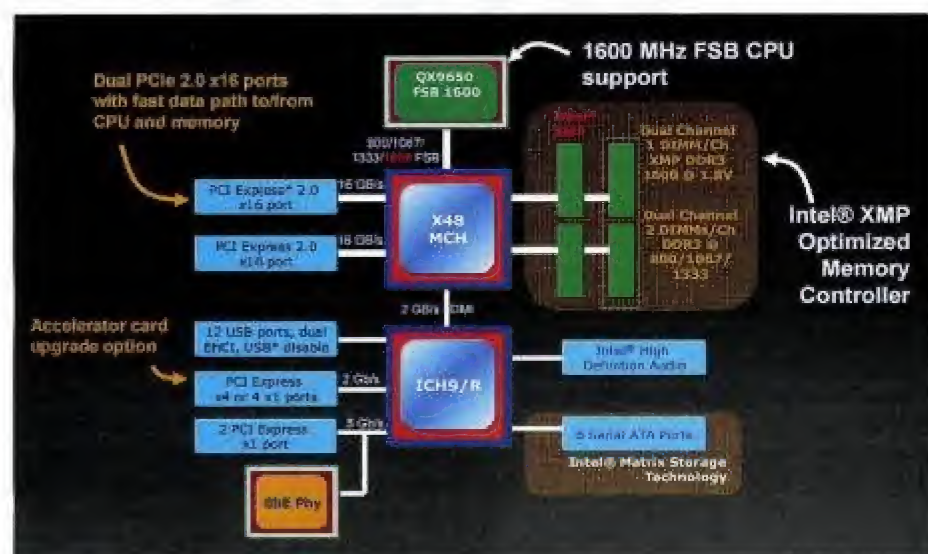 1600 MHz FSB CPU
support
Dual PCIe 2.0 x16 ports
with fast data path to/from
CPU and memory
QX9650
FSB 1600
800/1067/
1333/1600 FSB
Dual Channel
1 DIMM/Ch
XMP DDR3
1600 @ 1.8V
PCI Express* 2.0
x16 port
16 GB/s
X48
MCH
Dual Channel
2 DIMMs/Ch
DDR3 @
800/1067/
1333
Intel® XMP
Optimized
Memory
Controller
PCI Express 2.0
x16 port
16 GB/s
2 GB/s DMI
Accelerator card
upgrade option
12 USB ports, dual
EHCI, USB* disable
Intel® High
Definition Audio
PCI Express
x4 or 4 x1 ports
2 Gb/s
ICH9/R
2 PCI Express
x1 port
Gb/s
6 Serial ATA Ports
Intel® Matrix Storage
Technology
GbE Phy